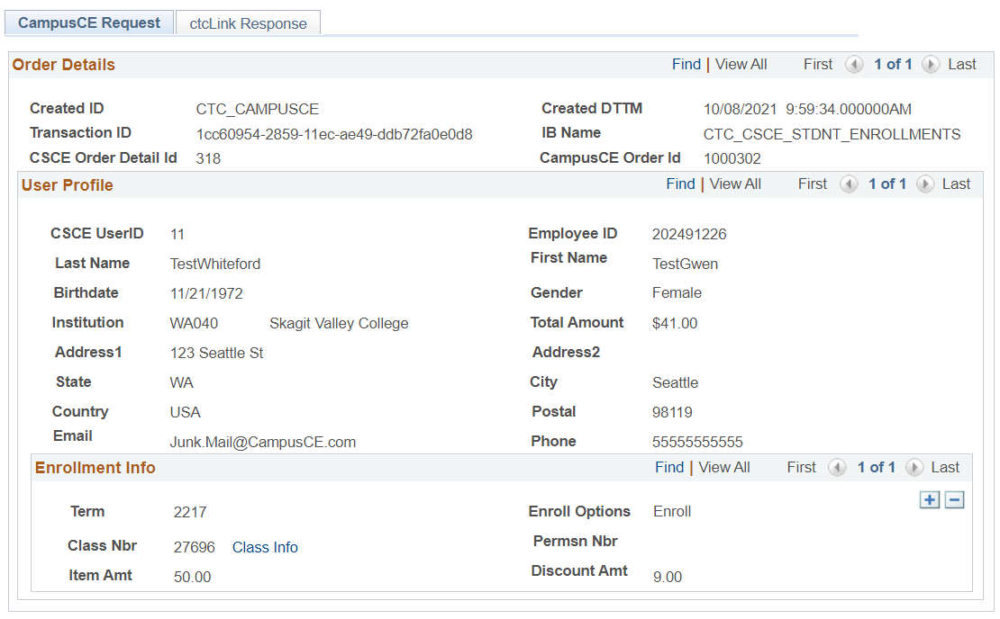 CampusCE Request ctcLink Response
Order Details Find | View All First 1 of 1 Last
Created ID CTC_CAMPUSCE Created DTTM 10/08/2021 9:59:34.000000AM
Transaction ID 1cc60954-2859-11ec-ae49-ddb72fa0e0d8 IB Name CTC_CSCE_STDNT_ENROLLMENTS
CSCE Order Detail Id 318 CampusCE Order Id 1000302
User Profile Find | View All First 1 of 1 Last
CSCE UserID 11 Employee ID 202491226
Last Name TestWhiteford First Name TestGwen
Birthdate 11/21/1972 Gender Female
Institution WA040 Skagit Valley College Total Amount $41.00
Address1 123 Seattle St Address2
State WA City Seattle
Country USA Postal 98119
Email Junk.Mail@CampusCE.com Phone 55555555555
Enrollment Info Find | View All First 1 of 1 Last
Term 2217 Enroll Options Enroll
Class Nbr 27696 Class Info Permsn Nbr
Item Amt 50.00 Discount Amt 9.00